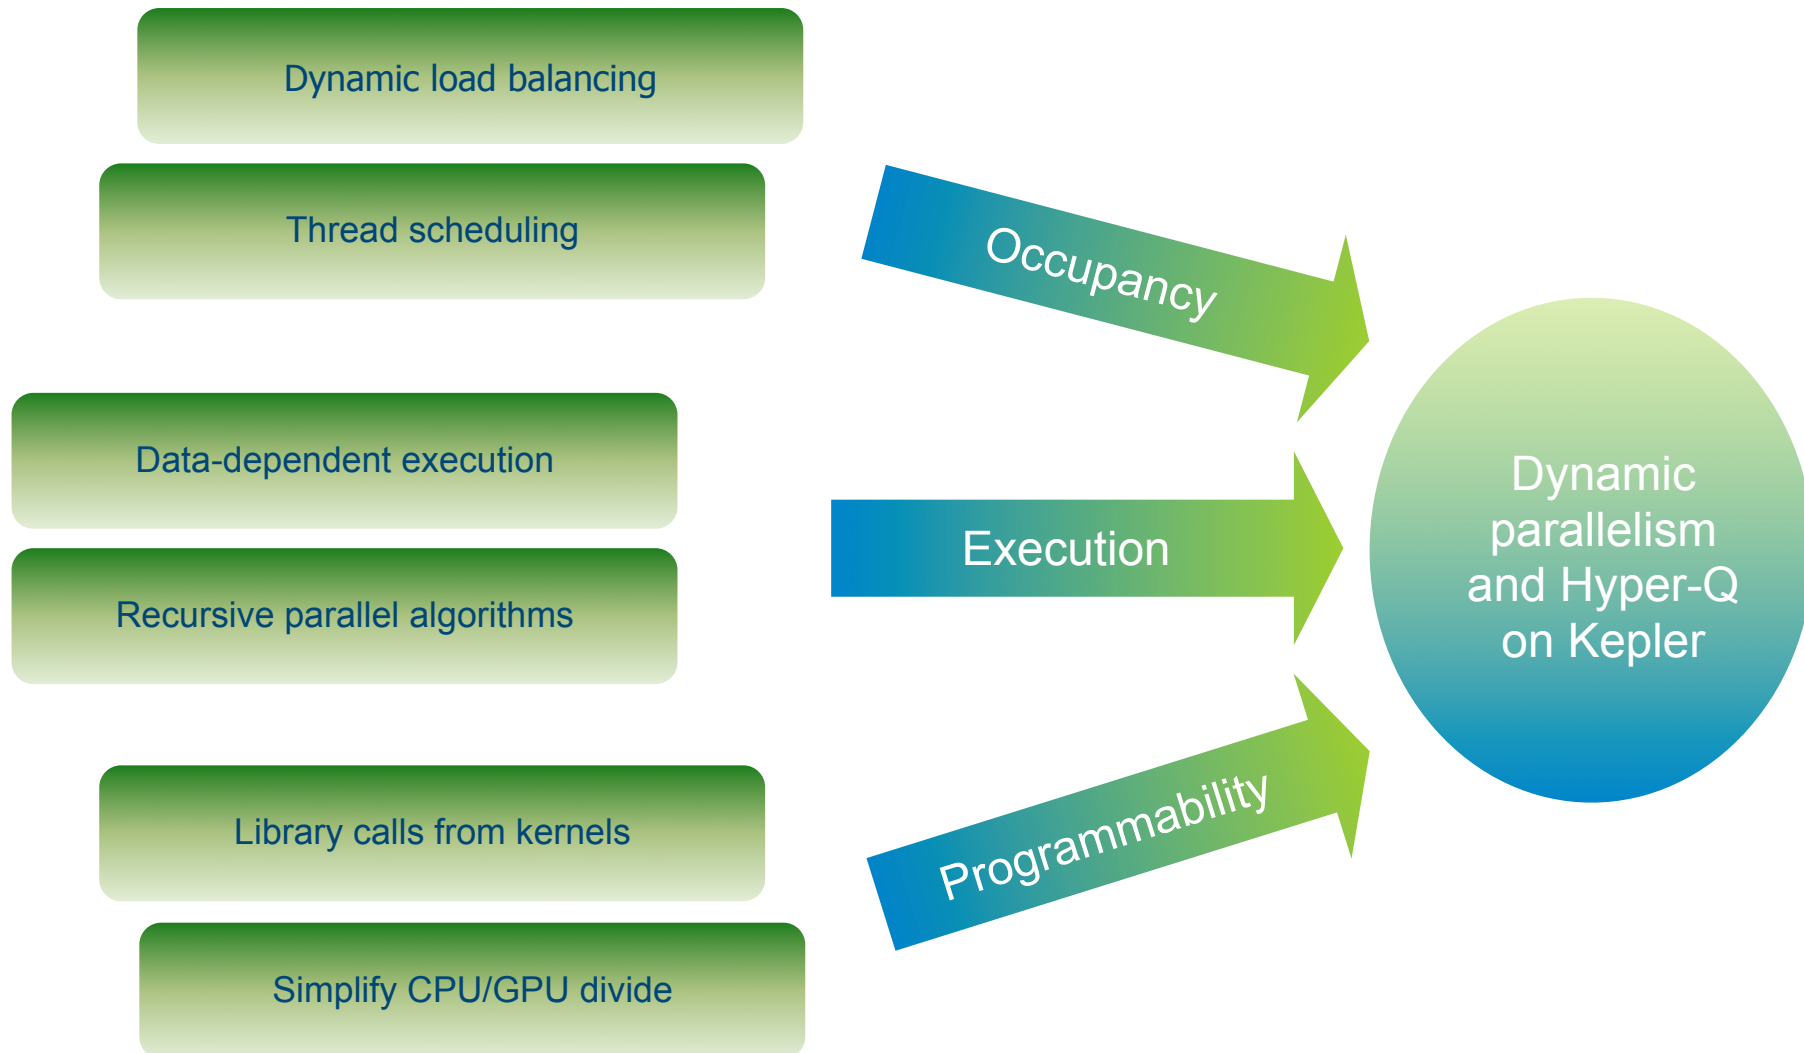 Dynamic load balancing
Thread scheduling
Occupancy
Data-dependent execution
Recursive parallel algorithms
Execution
Library calls from kernels
Simplify CPU/GPU divide
Programmability
Dynamic
parallelism
and Hyper-Q
on Kepler